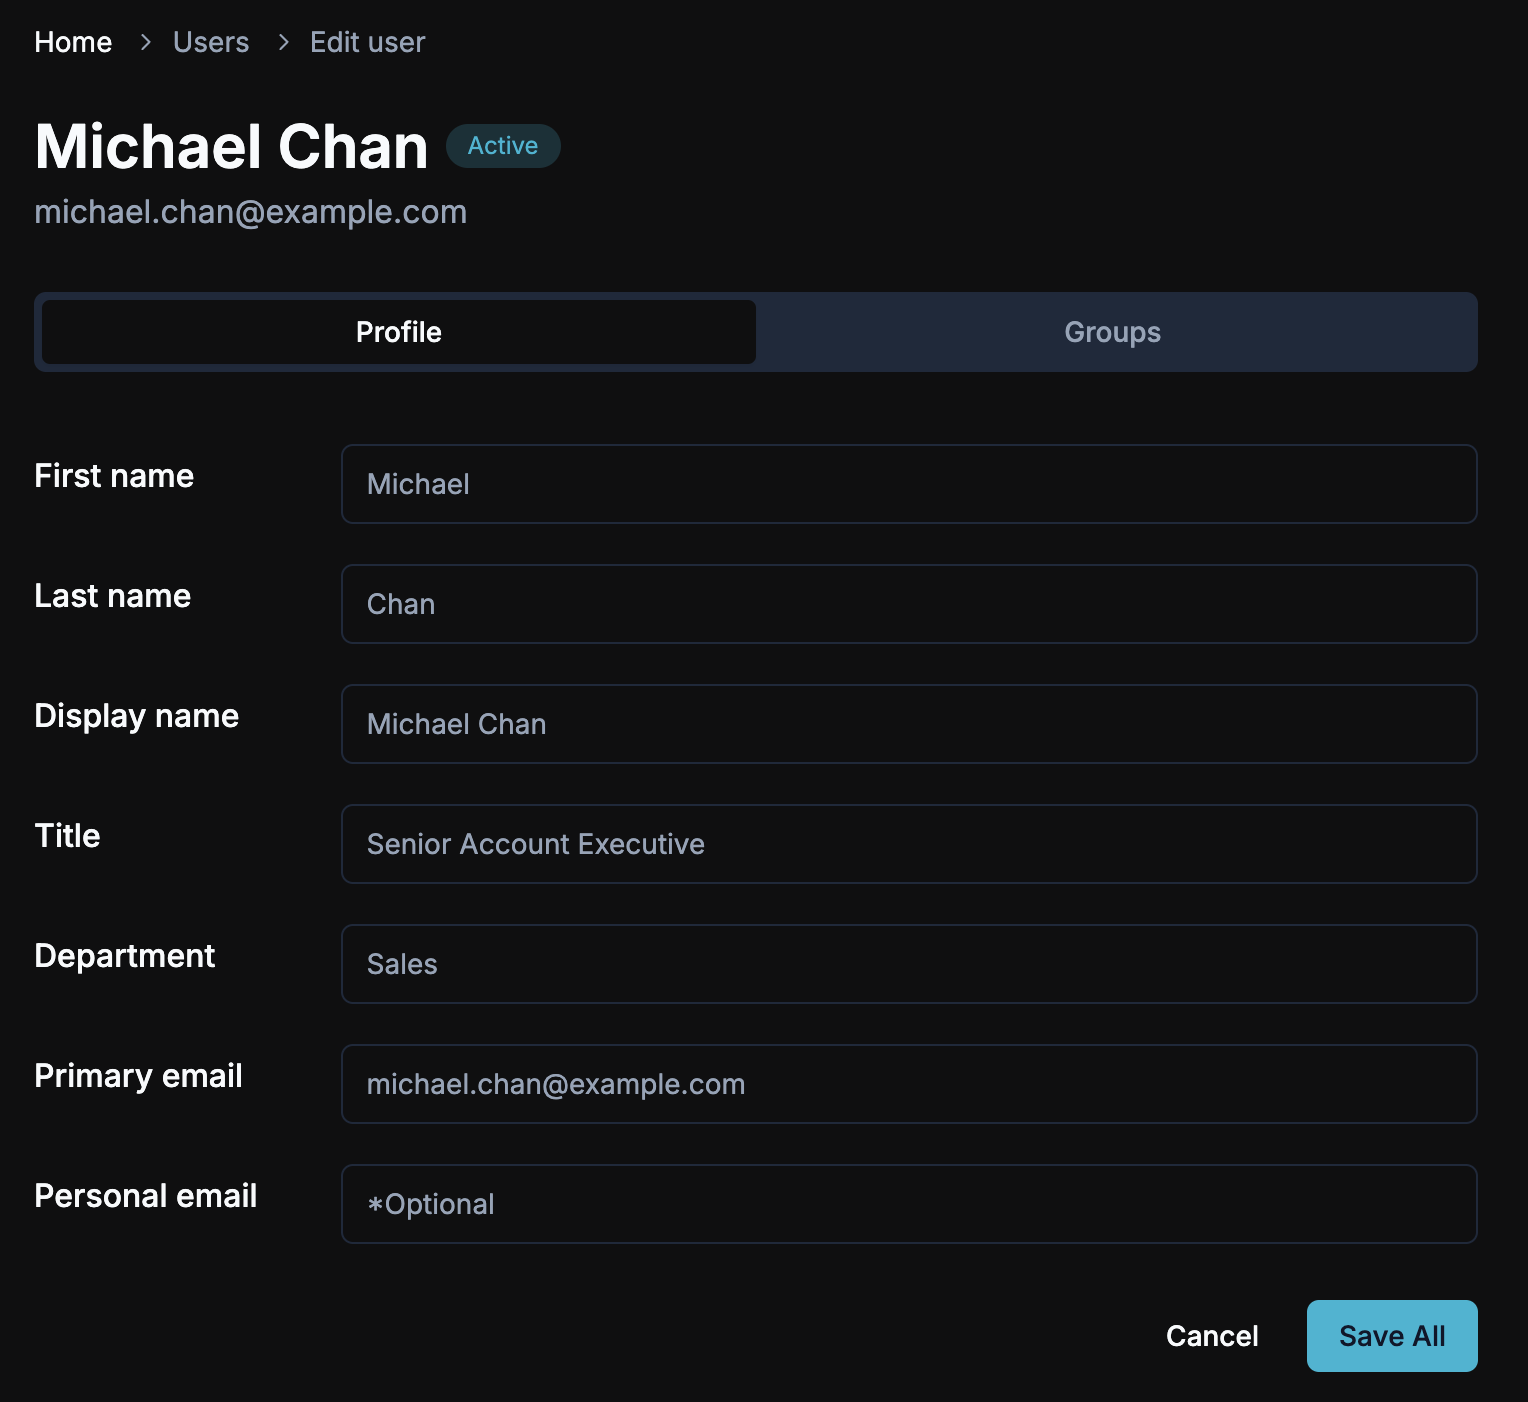 Home > Users > Edit user
Michael Chan Active
michael.chan@example.com
Profile Groups
First name Michael
Last name Chan
Display name Michael Chan
Title Senior Account Executive
Department Sales
Primary email michael.chan@example.com
Personal email *Optional
Cancel Save All